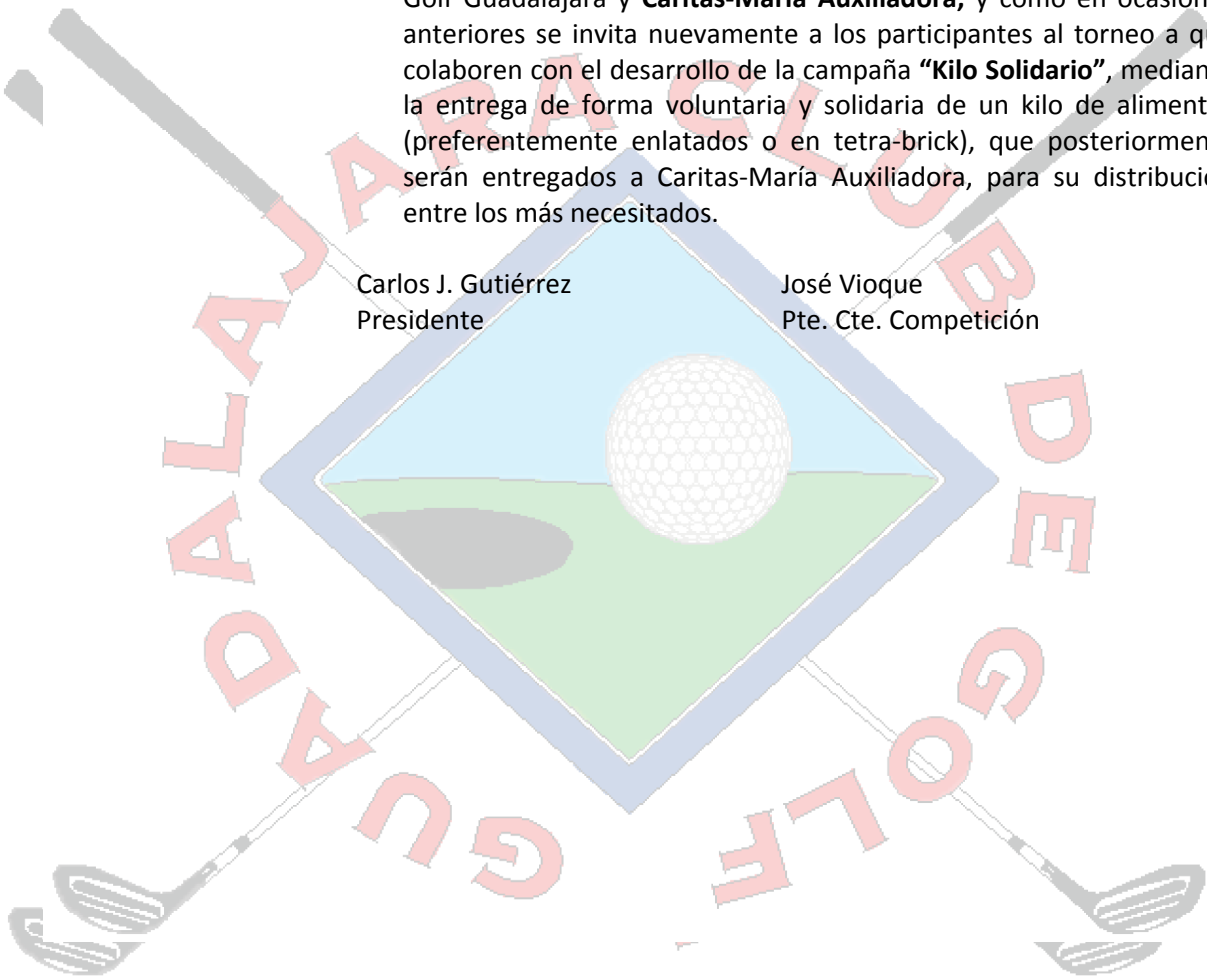 Golf Guadalajara y Caritas-María Auxiliadora, y como en ocasion
anteriores se invita nuevamente a los participantes al torneo a qu
colaboren con el desarrollo de la campaña “Kilo Solidario”, median
la entrega de forma voluntaria y solidaria de un kilo de aliment
(preferentemente enlatados o en tetra-brick), que posteriormen
serán entregados a Caritas-María Auxiliadora, para su distribució
entre los más necesitados.
Carlos J. Gutiérrez José Vioque
Presidente Pte. Cte. Competición
GUADALAJARA CLUB DE GOLF